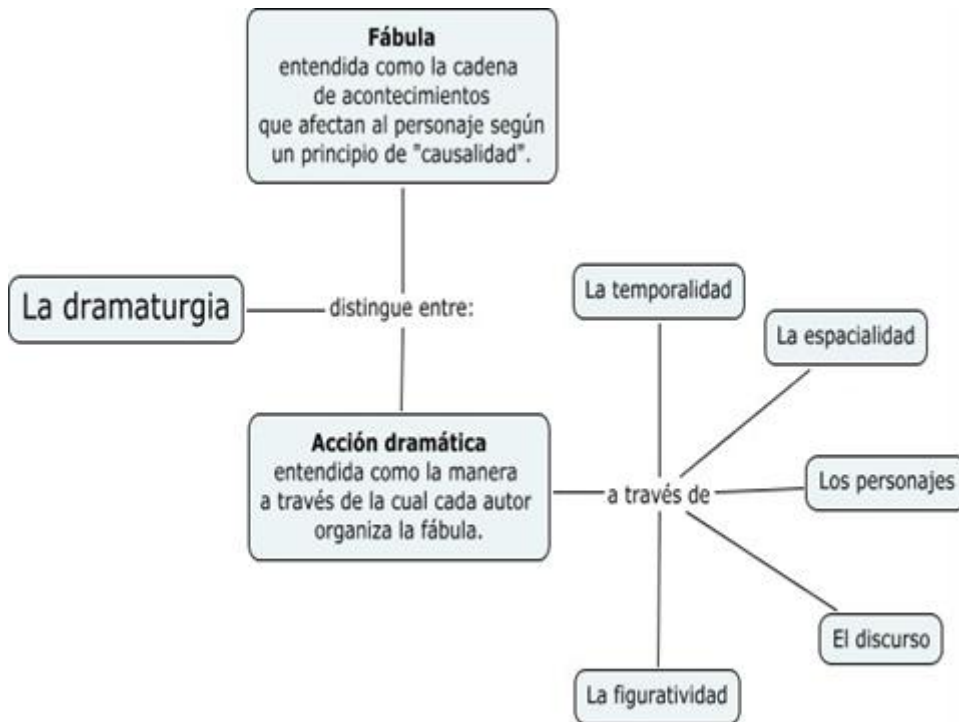 Fábula
entendida como la cadena
de acontecimientos
que afectan al personaje según
un principio de "causalidad".
La dramaturgia
distingue entre:
La temporalidad
La espacialidad
Acción dramática
entendida como la manera
a través de la cual cada autor
organiza la fábula.
a través de
Los personajes
El discurso
La figuratividad